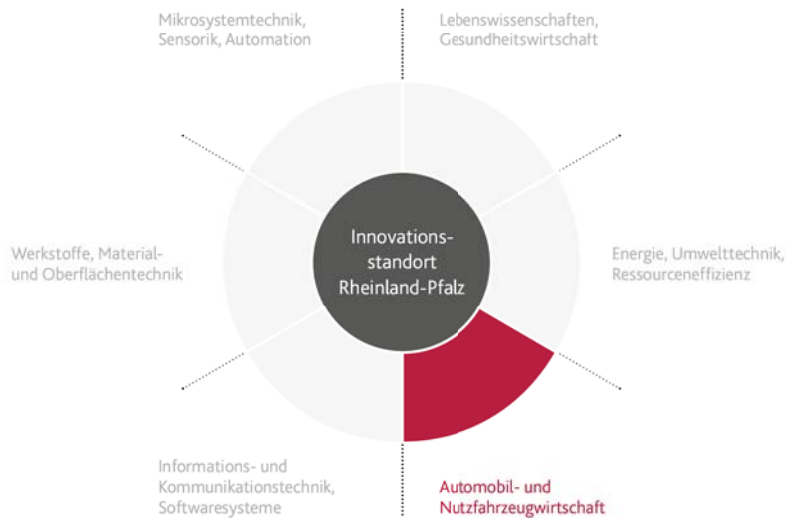 Mikrosystemtechnik,
Sensorik, Automation
Lebenswissenschaften,
Gesundheitswirtschaft
Werkstoffe, Material-
und Oberflächentechnik
Innovations-
standort
Rheinland-Pfalz
Energie, Umwelttechnik,
Ressourceneffizienz
Informations- und
Kommunikationstechnik,
Softwaresysteme
Automobil- und
Nutzfahrzeugwirtschaft